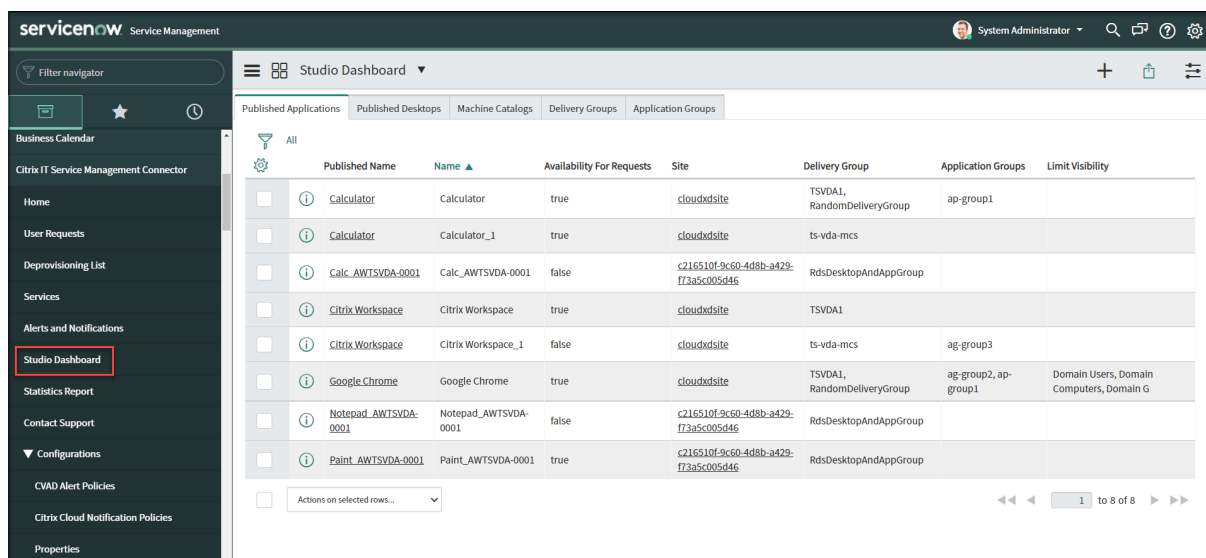 servicenow. Service Management
System Administrator
Filter navigator
Studio Dashboard
Published Applications Published Desktops Machine Catalogs Delivery Groups Application Groups
Business Calendar
Citrix IT Service Management Connector
Home
User Requests
Deprovisioning List
Services
Alerts and Notifications
Studio Dashboard
Statistics Report
Contact Support
Configurations
CVAD Alert Policies
Citrix Cloud Notification Policies
Properties
All
Published Name Name Availability For Requests Site Delivery Group Application Groups Limit Visibility
Calculator Calculator true cloudxdsite TSVDA1, ap-group1
RandomDeliveryGroup
Calculator Calculator_1 true cloudxdsite ts-vda-mcs
Calc_AWTSVDA-0001 Calc_AWTSVDA-0001 false c216510f-9c60-4d8b-a429- RdsDesktopAndAppGroup
f73a5c005d46
Citrix Workspace Citrix Workspace true cloudxdsite TSVDA1
Citrix Workspace Citrix Workspace_1 false cloudxdsite ts-vda-mcs ag-group3
Google Chrome Google Chrome true cloudxdsite TSVDA1, ag-group2, ap- Domain Users, Domain
RandomDeliveryGroup group1 Computers, Domain G
Notepad_AWTSVDA- Notepad_AWTSVDA- false c216510f-9c60-4d8b-a429- RdsDesktopAndAppGroup
0001 0001 f73a5c005d46
Paint_AWTSVDA-0001 Paint_AWTSVDA-0001 true c216510f-9c60-4d8b-a429- RdsDesktopAndAppGroup
f73a5c005d46
Actions on selected rows... 1 to 8 of 8